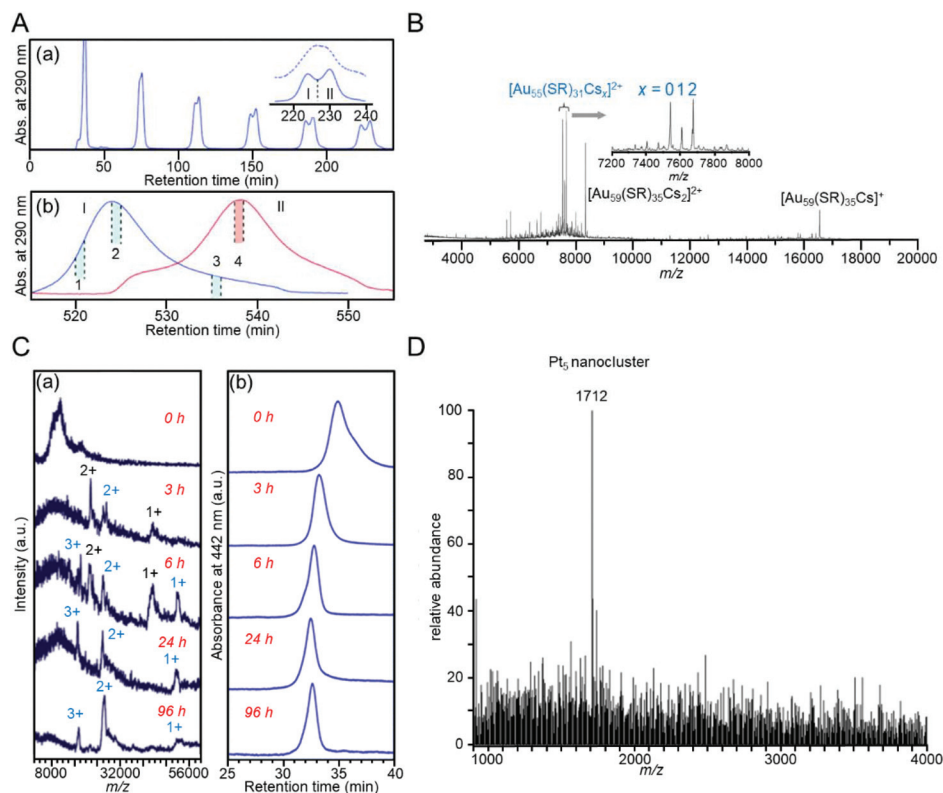 A
(a)
Abs. at 290 nm
I
II
220 230 240
0 50 100 150 200
Retention time (min)
(b)
Abs. at 290 nm
I
II
1
2
3
4
520 530 540 550
Retention time (min)
B
[Au55(SR)31Csx]2+ x = 0 1 2
7200 7400 7600 7800 8000
m/z
[Au59(SR)35Cs2]2+
[Au59(SR)35Cs]+
4000 6000 8000 10000 12000 14000 16000 18000 20000
m/z
C
(a)
Intensity (a.u.)
0 h
2+
2+
1+
3 h
3+
2+
2+
1+
1+
6 h
3+
2+
1+
24 h
3+
2+
1+
96 h
8000 32000 56000
m/z
(b)
Absorbance at 442 nm (a.u.)
0 h
3 h
6 h
24 h
96 h
25 30 35 40
Retention time (min)
D
Pt5 nanocluster
1712
relative abundance
100
80
60
40
20
0
1000 2000 3000 4000
m/z